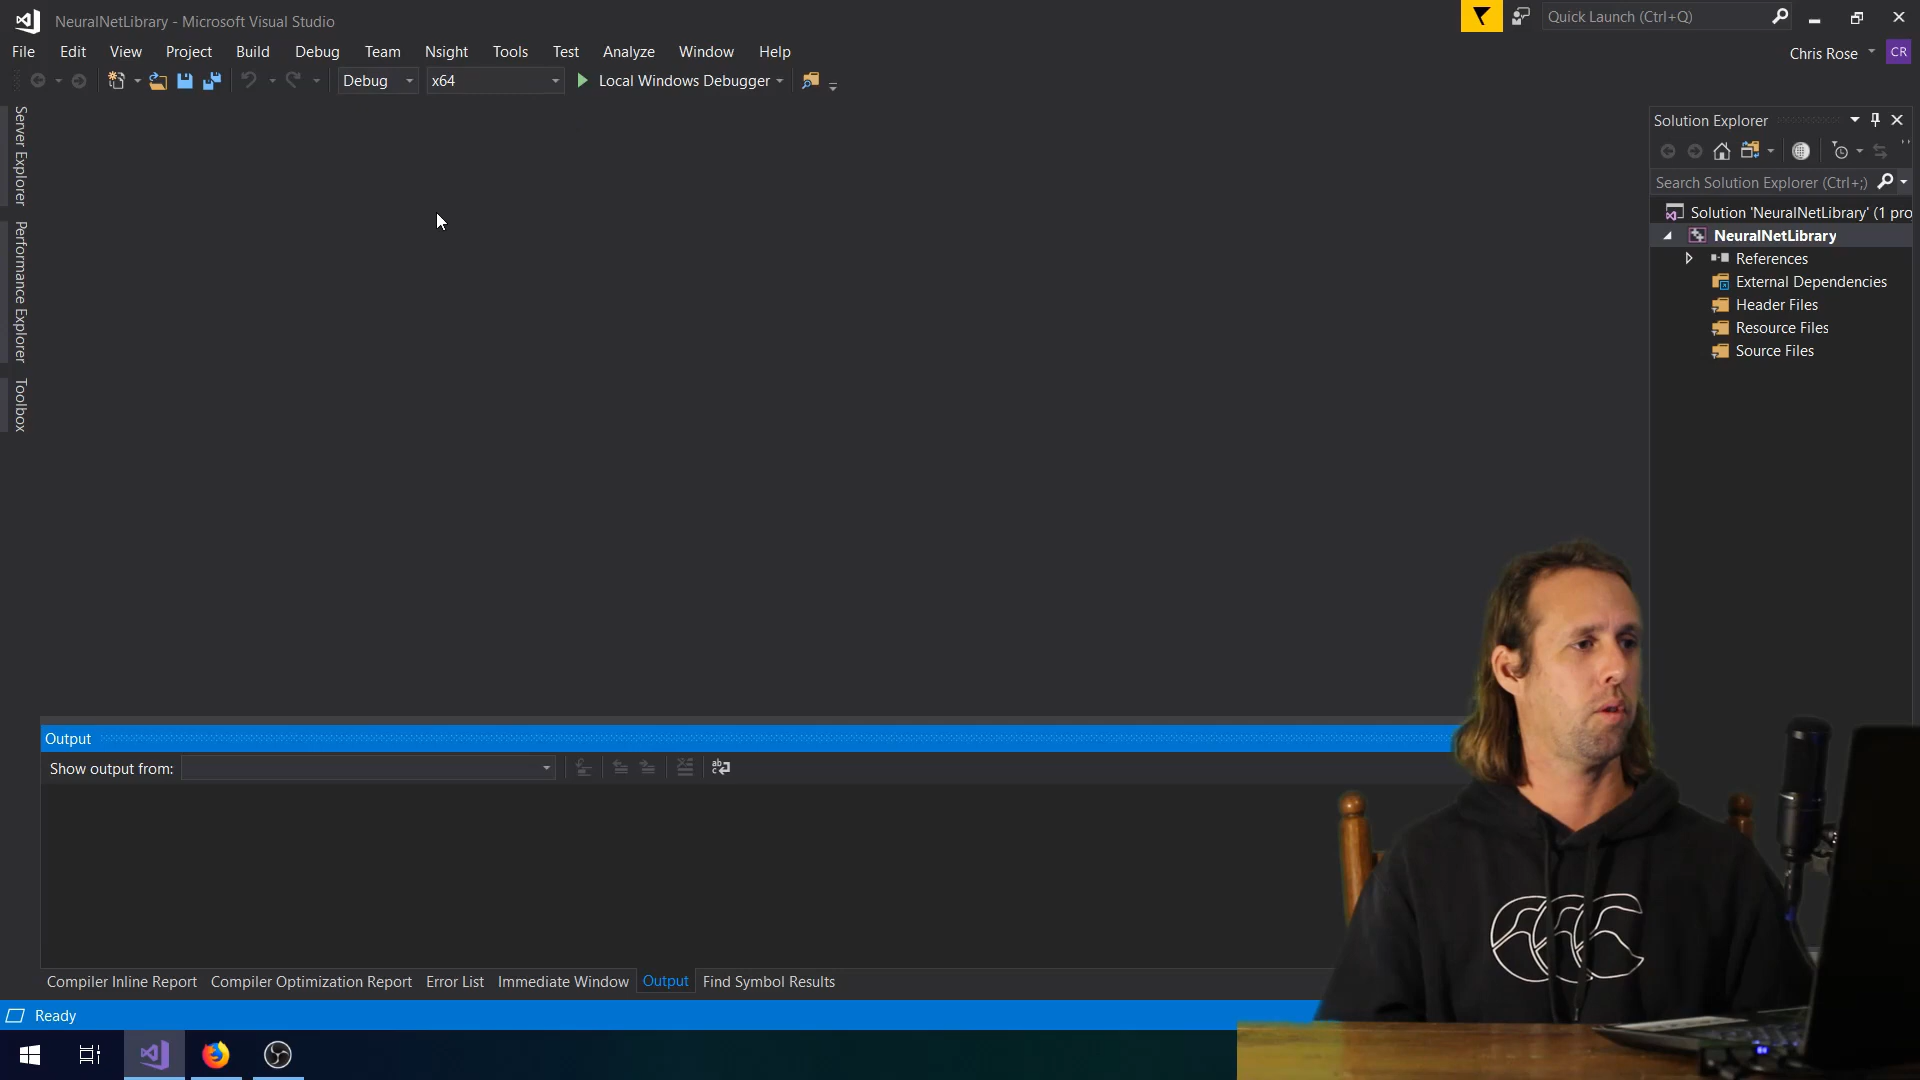 NeuralNetLibrary - Microsoft Visual Studio
Quick Launch (Ctrl+Q)
File Edit View Project Build Debug Team Nsight Tools Test Analyze Window Help
Chris Rose CR
Debug x64 Local Windows Debugger
Server Explorer
Performance Explorer
Toolbox
Solution Explorer
Search Solution Explorer (Ctrl+;)
Solution 'NeuralNetLibrary' (1 pro
NeuralNetLibrary
References
External Dependencies
Header Files
Resource Files
Source Files
Output
Show output from:
Compiler Inline Report Compiler Optimization Report Error List Immediate Window Output Find Symbol Results
Ready
CCC